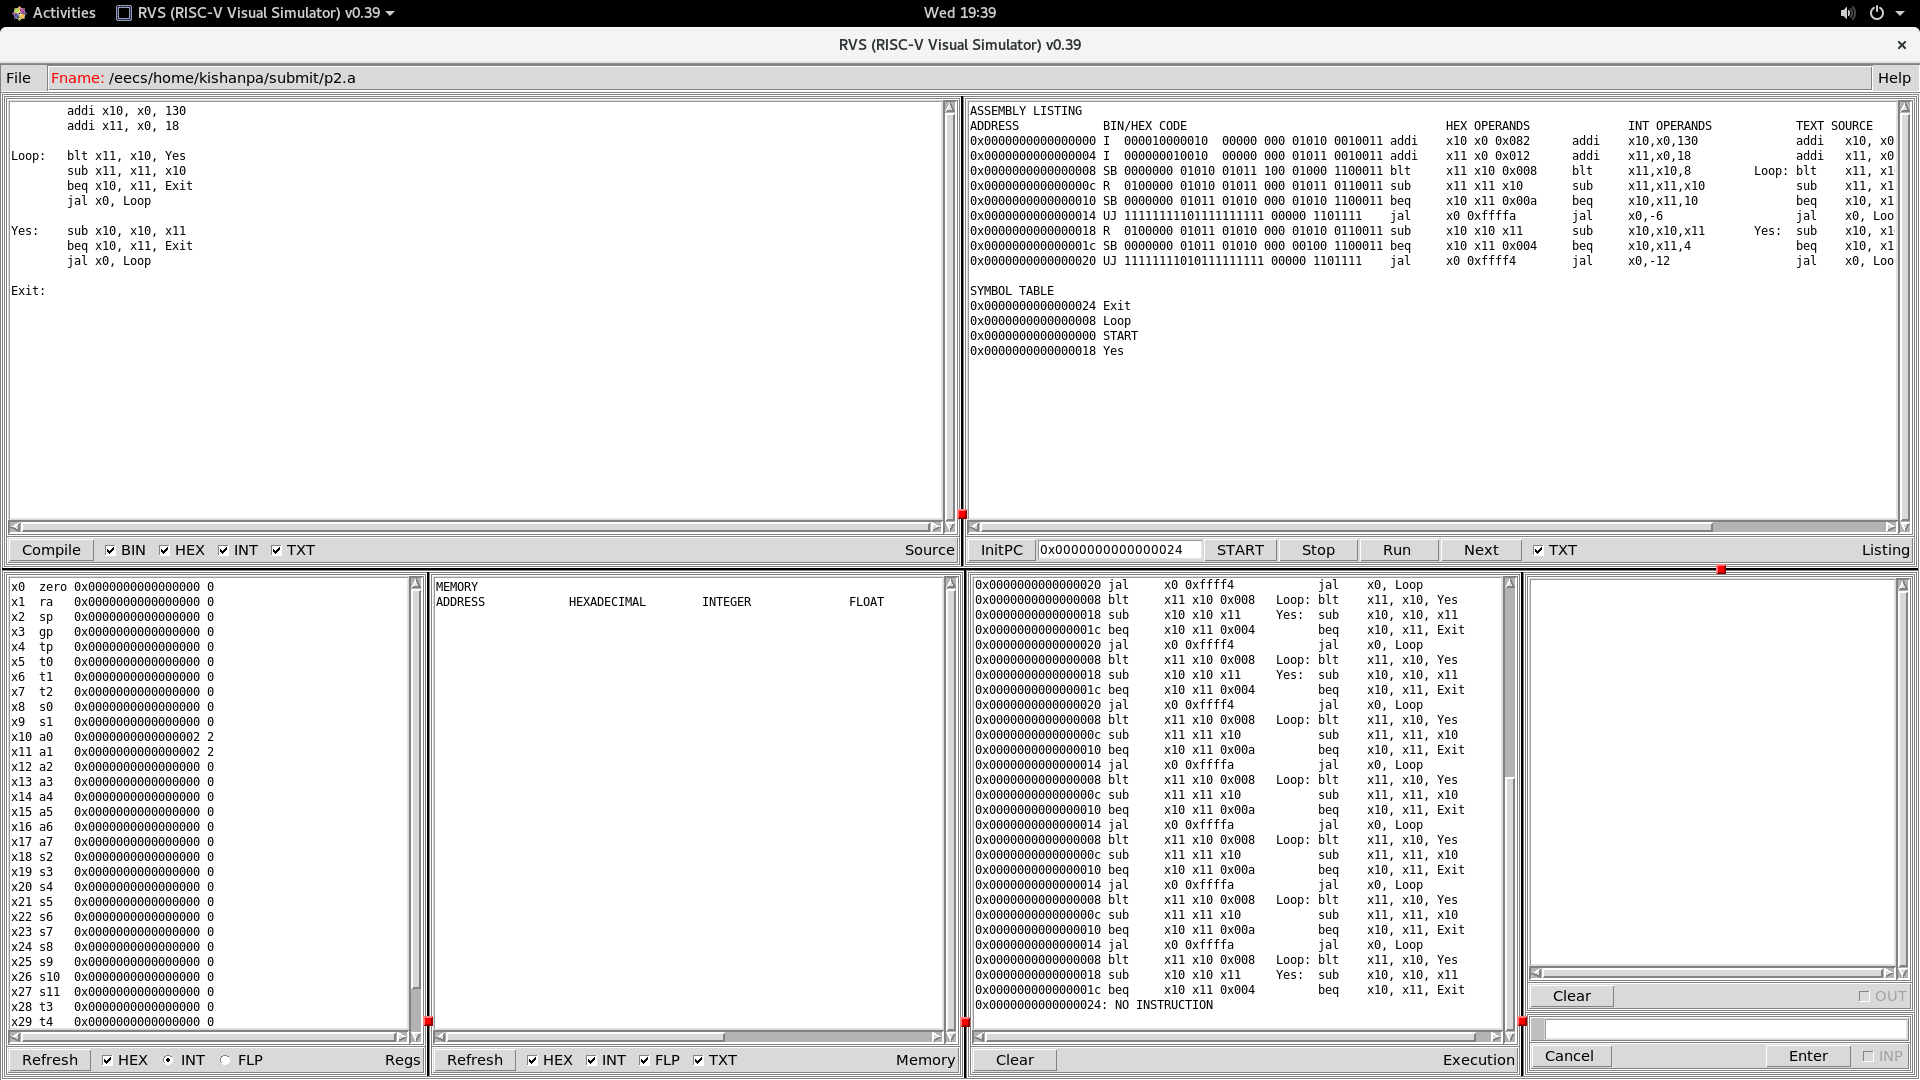 Activities RVS (RISC-V Visual Simulator) v0.39 Wed 19:39
RVS (RISC-V Visual Simulator) v0.39 ×
File Fname: /eecs/home/kishanpa/submit/p2.a Help
addi x10, x0, 130
addi x11, x0, 18
Loop: blt x11, x10, Yes
sub x11, x11, x10
beq x10, x11, Exit
jal x0, Loop
Yes: sub x10, x10, x11
beq x10, x11, Exit
jal x0, Loop
Exit:
Compile BIN HEX INT TXT Source
ASSEMBLY LISTING
ADDRESS BIN/HEX CODE HEX OPERANDS INT OPERANDS TEXT SOURCE
0x0000000000000000 I 000010000010 00000 000 01010 0010011 addi x10 x0 0x082 addi x10,x0,130 addi x10, x0
0x0000000000000004 I 000000010010 00000 000 01011 0010011 addi x11 x0 0x012 addi x11,x0,18 addi x11, x0
0x0000000000000008 SB 0000000 01010 01011 100 01000 1100011 blt x11 x10 0x008 blt x11,x10,8 Loop: blt x11, x1
0x000000000000000c R 0100000 01010 01011 000 01011 0110011 sub x11 x11 x10 sub x11,x11,x10 sub x11, x1
0x0000000000000010 SB 0000000 01011 01010 000 01010 1100011 beq x10 x11 0x00a beq x10,x11,10 beq x10, x1
0x0000000000000014 UJ 11111111101111111111 00000 1101111 jal x0 0xffffa jal x0,-6 jal x0, Loo
0x0000000000000018 R 0100000 01011 01010 000 01010 0110011 sub x10 x10 x11 sub x10,x10,x11 Yes: sub x10, x1
0x000000000000001c SB 0000000 01011 01010 000 00100 1100011 beq x10 x11 0x004 beq x10,x11,4 beq x10, x1
0x0000000000000020 UJ 11111111010111111111 00000 1101111 jal x0 0xffff4 jal x0,-12 jal x0, Loo
SYMBOL TABLE
0x0000000000000024 Exit
0x0000000000000008 Loop
0x0000000000000000 START
0x0000000000000018 Yes
InitPC 0x0000000000000024 START Stop Run Next TXT Listing
x0 zero 0x0000000000000000 0
x1 ra 0x0000000000000000 0
x2 sp 0x0000000000000000 0
x3 gp 0x0000000000000000 0
x4 tp 0x0000000000000000 0
x5 t0 0x0000000000000000 0
x6 t1 0x0000000000000000 0
x7 t2 0x0000000000000000 0
x8 s0 0x0000000000000000 0
x9 s1 0x0000000000000000 0
x10 a0 0x0000000000000002 2
x11 a1 0x0000000000000002 2
x12 a2 0x0000000000000000 0
x13 a3 0x0000000000000000 0
x14 a4 0x0000000000000000 0
x15 a5 0x0000000000000000 0
x16 a6 0x0000000000000000 0
x17 a7 0x0000000000000000 0
x18 s2 0x0000000000000000 0
x19 s3 0x0000000000000000 0
x20 s4 0x0000000000000000 0
x21 s5 0x0000000000000000 0
x22 s6 0x0000000000000000 0
x23 s7 0x0000000000000000 0
x24 s8 0x0000000000000000 0
x25 s9 0x0000000000000000 0
x26 s10 0x0000000000000000 0
x27 s11 0x0000000000000000 0
x28 t3 0x0000000000000000 0
x29 t4 0x0000000000000000 0
Refresh HEX INT FLP Regs
MEMORY
ADDRESS HEXADECIMAL INTEGER FLOAT
Refresh HEX INT FLP TXT Memory
0x0000000000000020 jal x0 0xffff4 jal x0, Loop
0x0000000000000008 blt x11 x10 0x008 Loop: blt x11, x10, Yes
0x0000000000000018 sub x10 x10 x11 Yes: sub x10, x10, x11
0x000000000000001c beq x10 x11 0x004 beq x10, x11, Exit
0x0000000000000020 jal x0 0xffff4 jal x0, Loop
0x0000000000000008 blt x11 x10 0x008 Loop: blt x11, x10, Yes
0x0000000000000018 sub x10 x10 x11 Yes: sub x10, x10, x11
0x000000000000001c beq x10 x11 0x004 beq x10, x11, Exit
0x0000000000000020 jal x0 0xffff4 jal x0, Loop
0x0000000000000008 blt x11 x10 0x008 Loop: blt x11, x10, Yes
0x000000000000000c sub x11 x11 x10 sub x11, x11, x10
0x0000000000000010 beq x10 x11 0x00a beq x10, x11, Exit
0x0000000000000014 jal x0 0xffffa jal x0, Loop
0x0000000000000008 blt x11 x10 0x008 Loop: blt x11, x10, Yes
0x000000000000000c sub x11 x11 x10 sub x11, x11, x10
0x0000000000000010 beq x10 x11 0x00a beq x10, x11, Exit
0x0000000000000014 jal x0 0xffffa jal x0, Loop
0x0000000000000008 blt x11 x10 0x008 Loop: blt x11, x10, Yes
0x000000000000000c sub x11 x11 x10 sub x11, x11, x10
0x0000000000000010 beq x10 x11 0x00a beq x10, x11, Exit
0x0000000000000014 jal x0 0xffffa jal x0, Loop
0x0000000000000008 blt x11 x10 0x008 Loop: blt x11, x10, Yes
0x000000000000000c sub x11 x11 x10 sub x11, x11, x10
0x0000000000000010 beq x10 x11 0x00a beq x10, x11, Exit
0x0000000000000014 jal x0 0xffffa jal x0, Loop
0x0000000000000008 blt x11 x10 0x008 Loop: blt x11, x10, Yes
0x0000000000000018 sub x10 x10 x11 Yes: sub x10, x10, x11
0x000000000000001c beq x10 x11 0x004 beq x10, x11, Exit
0x0000000000000024: NO INSTRUCTION
Clear Execution
Clear OUT
Cancel Enter INP